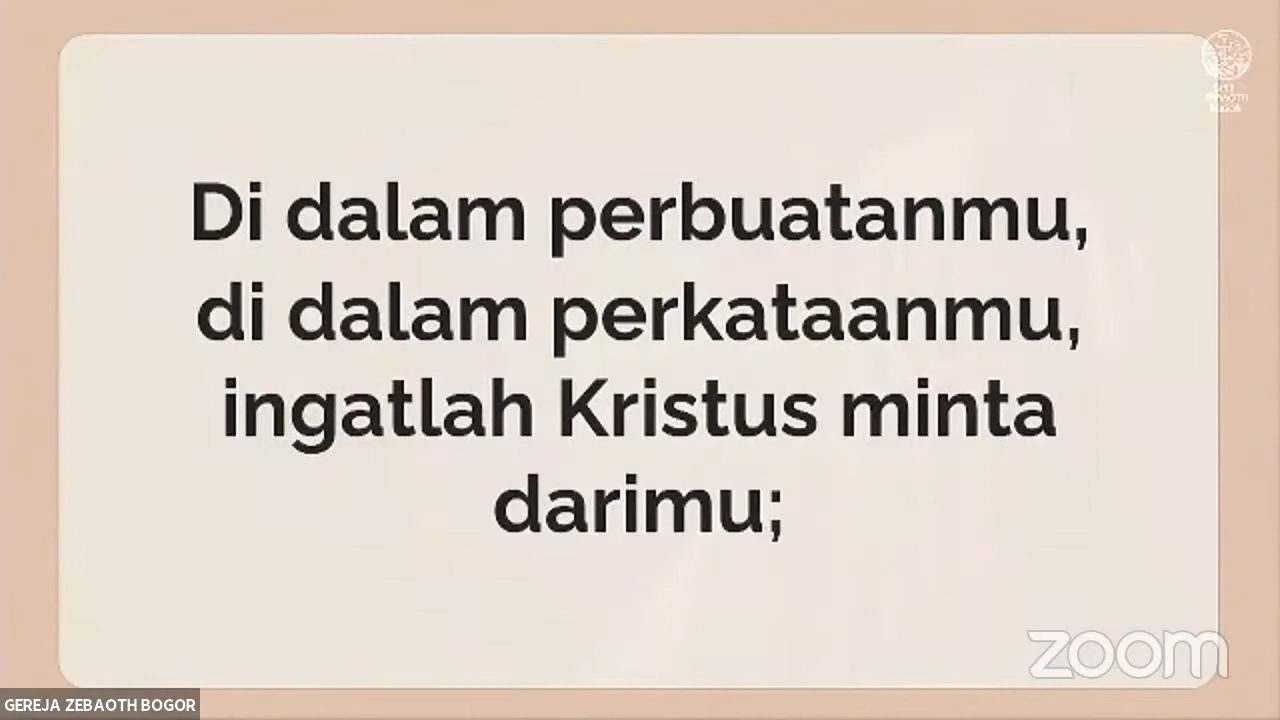 Di dalam perbuatanmu,
di dalam perkataanmu,
ingatlah Kristus minta
darimu;
zoom
GEREJA ZEBAOTH BOGOR